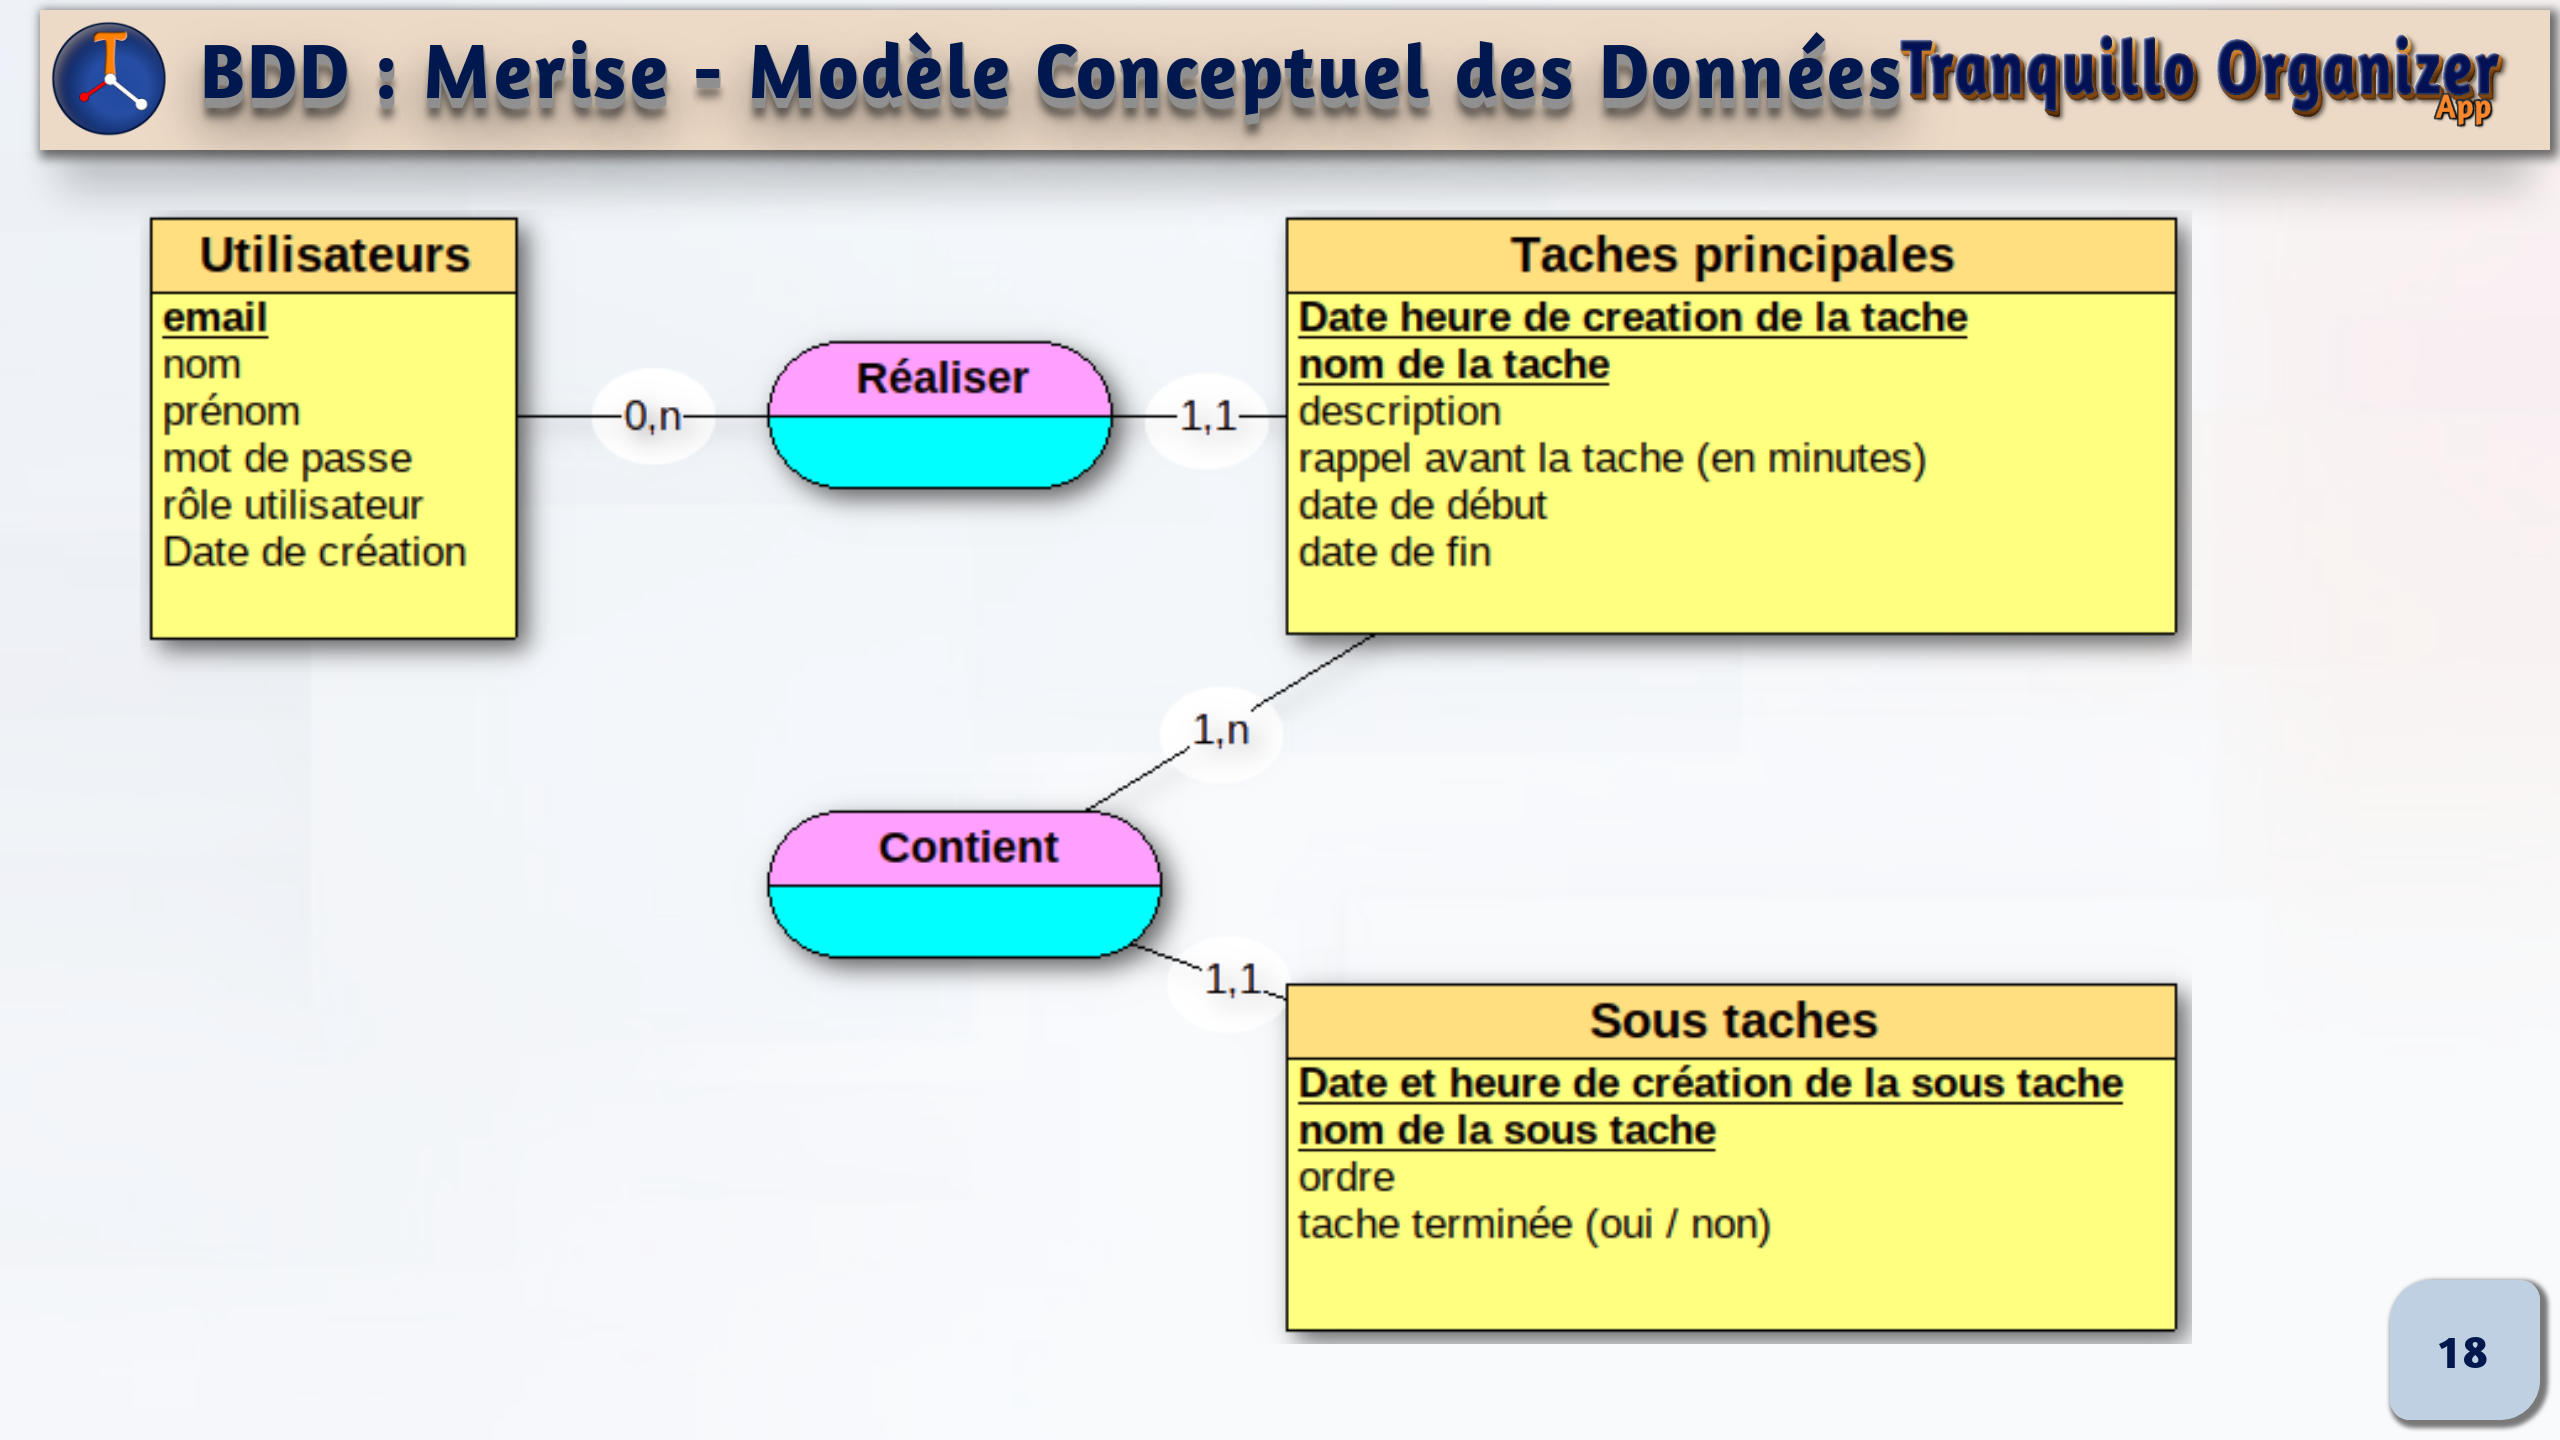 BDD : Merise - Modèle Conceptuel des Données
Tranquillo Organizer
App
Utilisateurs
email
nom
prénom
mot de passe
rôle utilisateur
Date de création
0,n
Réaliser
1,1
Taches principales
Date heure de creation de la tache
nom de la tache
description
rappel avant la tache (en minutes)
date de début
date de fin
1,n
Contient
1,1
Sous taches
Date et heure de création de la sous tache
nom de la sous tache
ordre
tache terminée (oui / non)
18